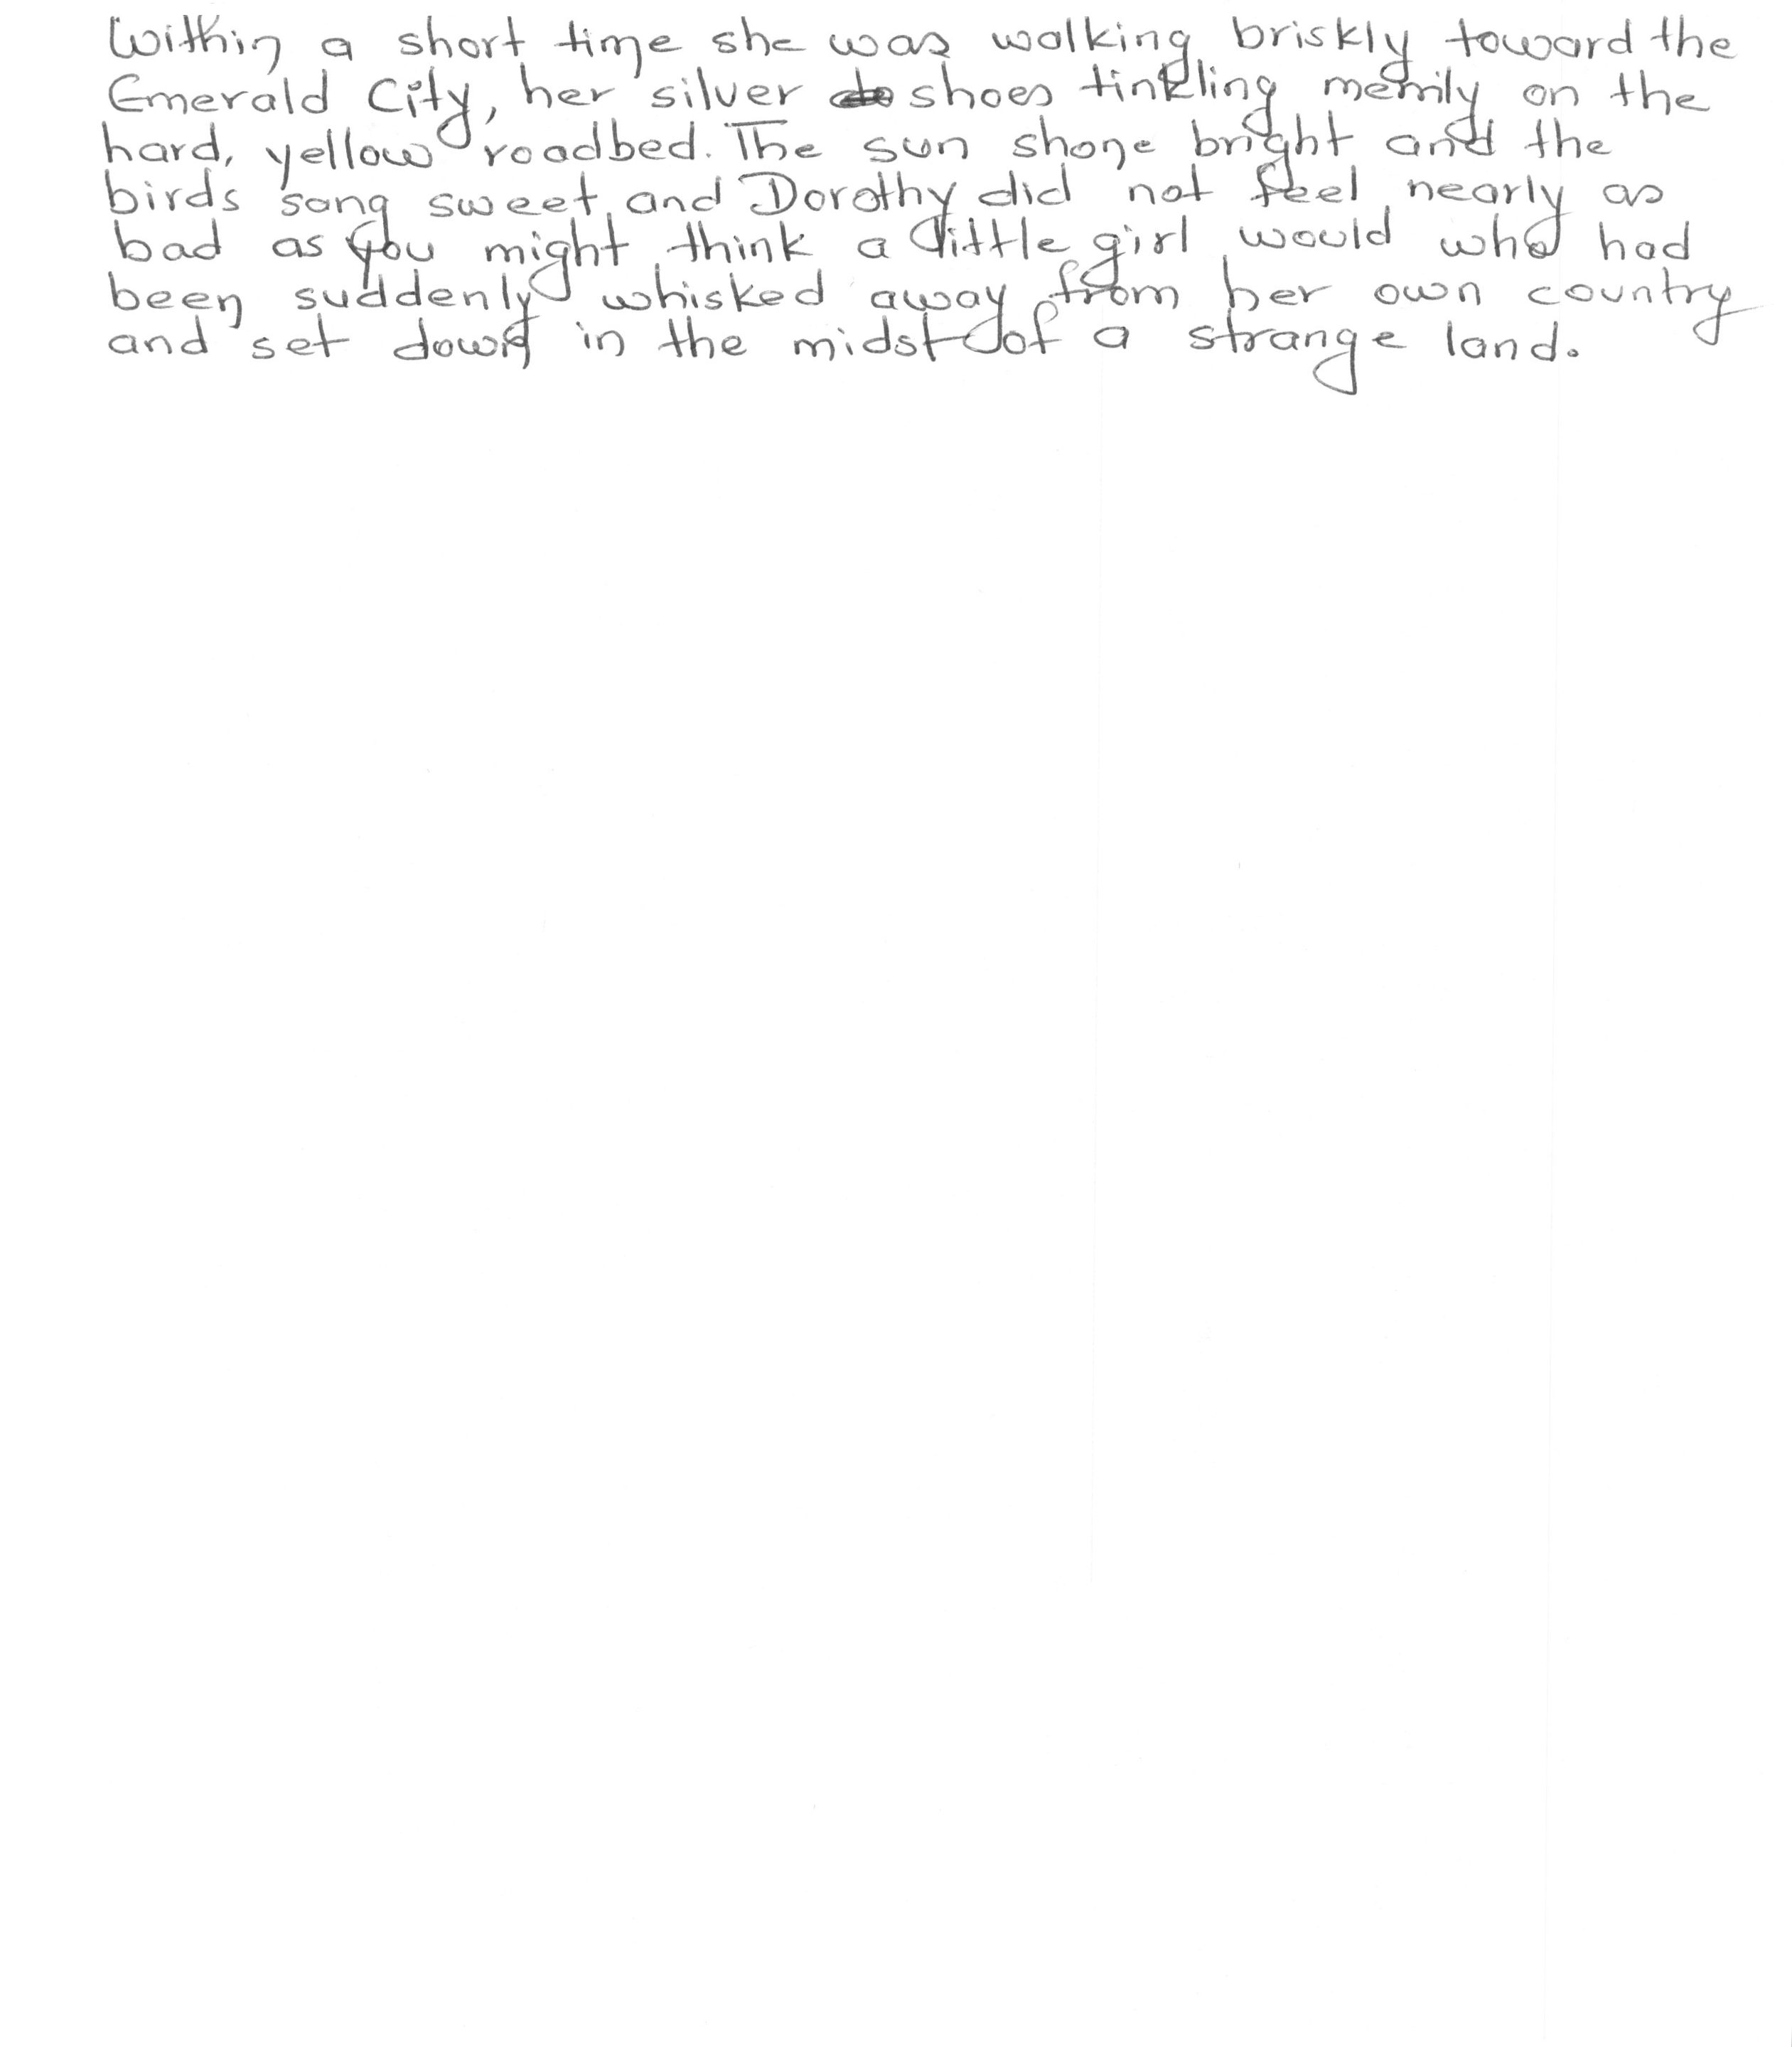 Within a short time she was walking briskly toward the
Emerald City, her silver shoes tinkling merrily on the
hard, yellow roadbed. The sun shone bright and the
birds sang sweet and Dorothy did not feel nearly as
bad as you might think a little girl would who had
been suddenly whisked away from her own country
and set down in the midst of a strange land.